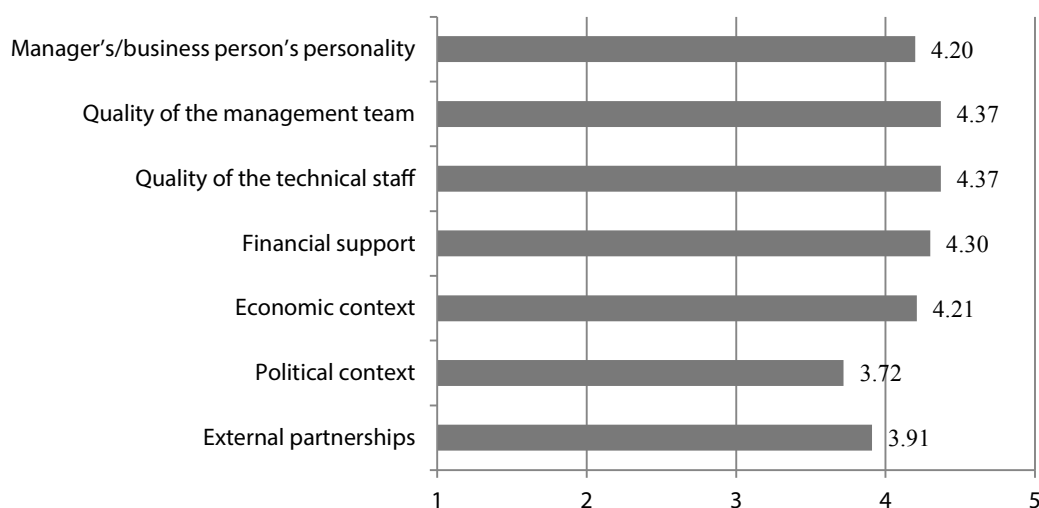 Manager’s/business person’s personality 4.20
Quality of the management team 4.37
Quality of the technical staff 4.37
Financial support 4.30
Economic context 4.21
Political context 3.72
External partnerships 3.91
1 2 3 4 5